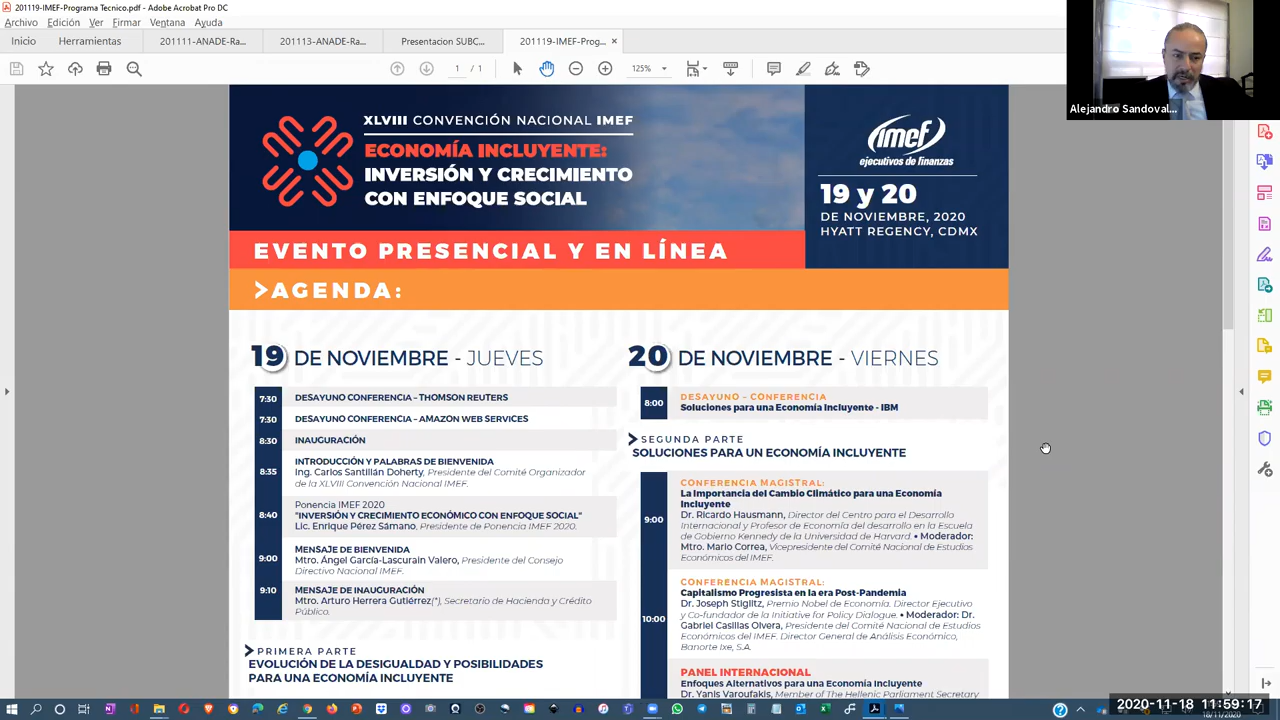 201119-IMEF-Programa Tecnico.pdf - Adobe Acrobat Pro DC
Archivo Edición Ver Firmar Ventana Ayuda
Inicio Herramientas 201111-ANADE-Ra... 201113-ANADE-Ra... Presentacion SUBC... 201119-IMEF-Prog... ×
1 / 1 125%
Alejandro Sandoval...
XLVIII CONVENCIÓN NACIONAL IMEF
ECONOMÍA INCLUYENTE:
INVERSIÓN Y CRECIMIENTO
CON ENFOQUE SOCIAL
imef
ejecutivos de finanzas
19 y 20
DE NOVIEMBRE, 2020
HYATT REGENCY, CDMX
EVENTO PRESENCIAL Y EN LÍNEA
>AGENDA:
19 DE NOVIEMBRE - JUEVES
7:30 DESAYUNO CONFERENCIA – THOMSON REUTERS
7:30 DESAYUNO CONFERENCIA – AMAZON WEB SERVICES
8:30 INAUGURACIÓN
8:35 INTRODUCCIÓN Y PALABRAS DE BIENVENIDA
Ing. Carlos Santillán Doherty, Presidente del Comité Organizador
de la XLVIII Convención Nacional IMEF.
8:40 Ponencia IMEF 2020
"INVERSIÓN Y CRECIMIENTO ECONÓMICO CON ENFOQUE SOCIAL"
Lic. Enrique Pérez Sámano, Presidente de Ponencia IMEF 2020.
9:00 MENSAJE DE BIENVENIDA
Mtro. Ángel García-Lascurain Valero, Presidente del Consejo
Directivo Nacional IMEF.
9:10 MENSAJE DE INAUGURACIÓN
Mtro. Arturo Herrera Gutiérrez(*), Secretario de Hacienda y Crédito
Público.
>PRIMERA PARTE
EVOLUCIÓN DE LA DESIGUALDAD Y POSIBILIDADES
PARA UNA ECONOMÍA INCLUYENTE
20 DE NOVIEMBRE - VIERNES
8:00 DESAYUNO – CONFERENCIA
Soluciones para una Economía Incluyente - IBM
>SEGUNDA PARTE
SOLUCIONES PARA UN ECONOMÍA INCLUYENTE
9:00 CONFERENCIA MAGISTRAL:
La Importancia del Cambio Climático para una Economía
Incluyente
Dr. Ricardo Hausmann, Director del Centro para el Desarrollo
Internacional y Profesor de Economía del desarrollo en la Escuela
de Gobierno Kennedy de la Universidad de Harvard. • Moderador:
Mtro. Mario Correa, Vicepresidente del Comité Nacional de Estudios
Económicos del IMEF.
10:00 CONFERENCIA MAGISTRAL:
Capitalismo Progresista en la era Post-Pandemia
Dr. Joseph Stiglitz, Premio Nobel de Economía. Director Ejecutivo
y Co-fundador de la Initiative for Policy Dialogue. • Moderador: Dr.
Gabriel Casillas Olvera, Presidente del Comité Nacional de Estudios
Económicos del IMEF. Director General de Análisis Económico,
Banorte Ixe, S.A.
PANEL INTERNACIONAL
Enfoques Alternativos para una Economía Incluyente
Dr. Yanis Varoufakis, Member of The Hellenic Parliament Secretary
2020-11-18 11:59:17
18/11/2020